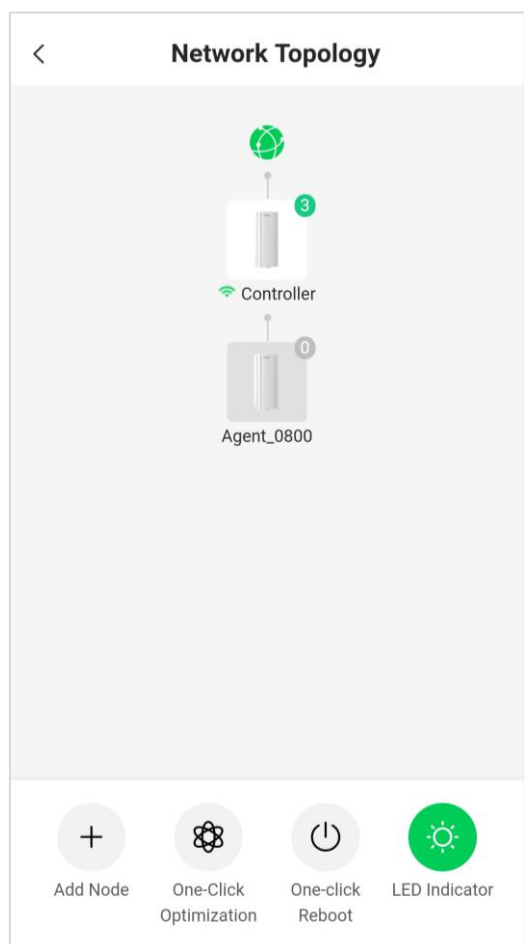 Network Topology
3
Controller
0
Agent_0800
Add Node
One-Click
Optimization
One-click
Reboot
LED Indicator